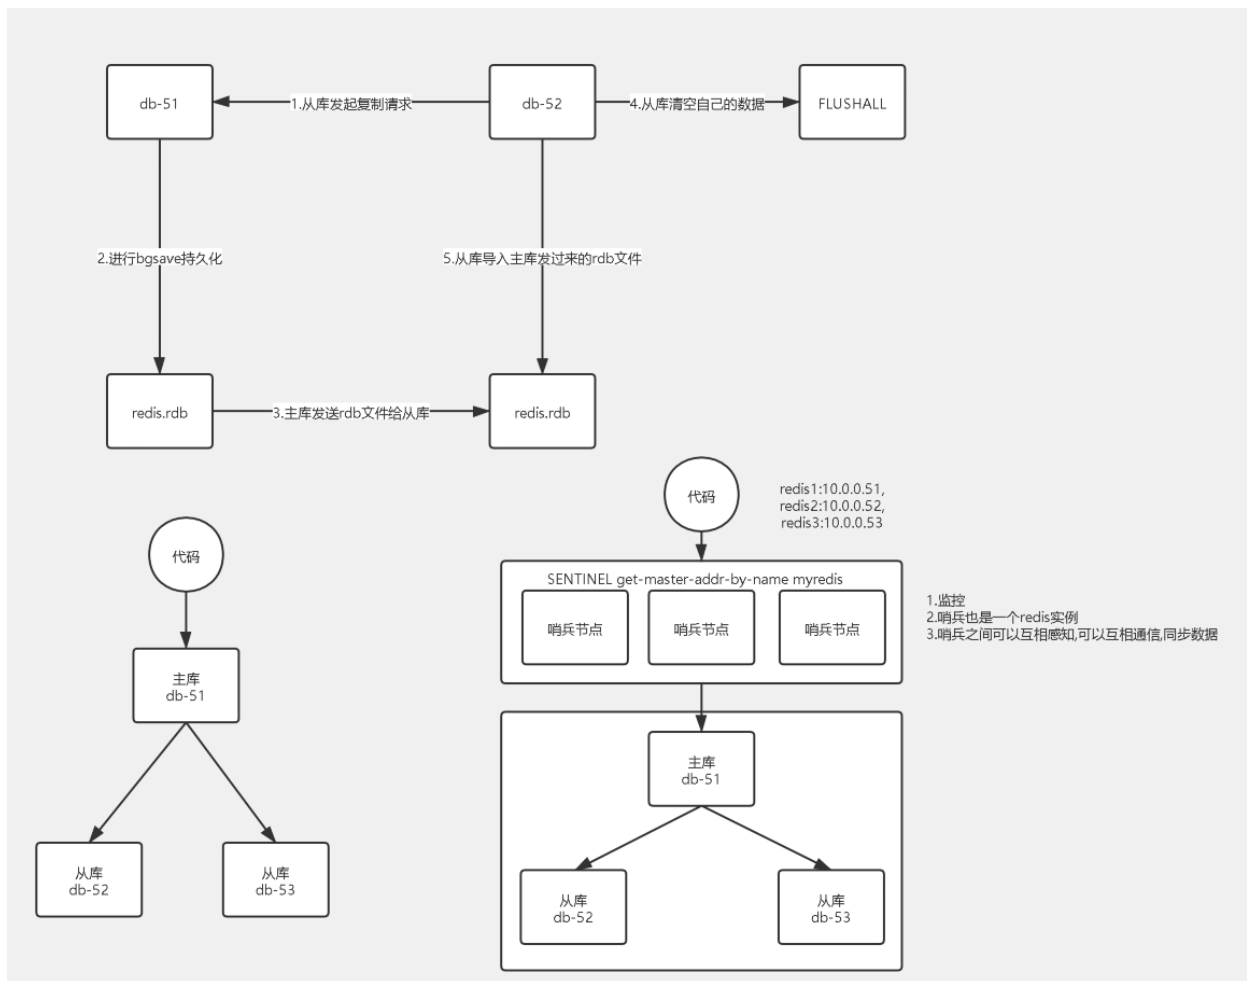 db-51
1.从库发起复制请求
db-52
4.从库清空自己的数据
FLUSHALL
2.进行bgsave持久化
5.从库导入主库发过来的rdb文件
redis.rdb
3.主库发送rdb文件给从库
redis.rdb
代码
主库
db-51
从库
db-52
从库
db-53
代码
redis1:10.0.0.51,
redis2:10.0.0.52,
redis3:10.0.0.53
SENTINEL get-master-addr-by-name myredis
哨兵节点
哨兵节点
哨兵节点
1.监控
2.哨兵也是一个redis实例
3.哨兵之间可以互相感知,可以互相通信,同步数据
主库
db-51
从库
db-52
从库
db-53